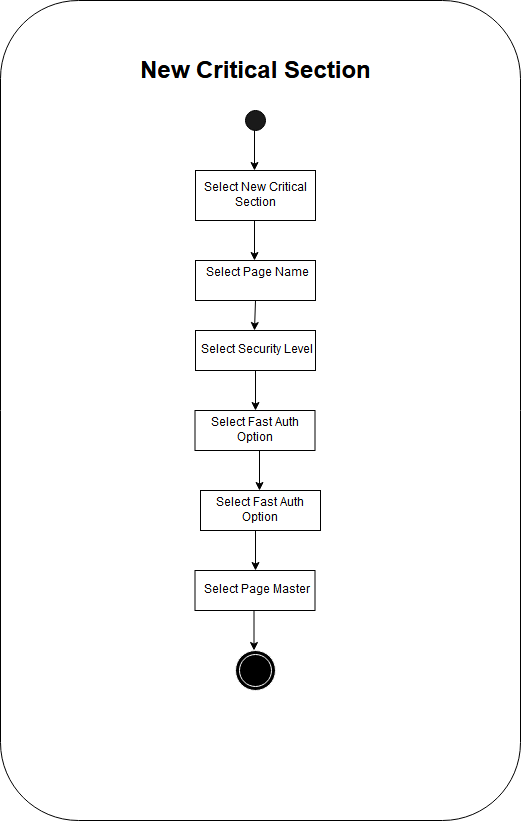 New Critical Section
Select New Critical
Section
Select Page Name
Select Security Level
Select Fast Auth
Option
Select Fast Auth
Option
Select Page Master